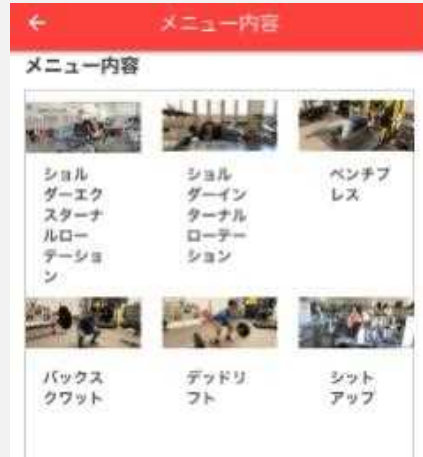 メニュー内容
メニュー内容
ショル
ダーエク
スターナ
ルロー
テーショ
ン
ショル
ダーイン
ターナル
ローテー
ション
ベンチプ
レス
バックス
クワット
デッドリ
フト
シット
アップ